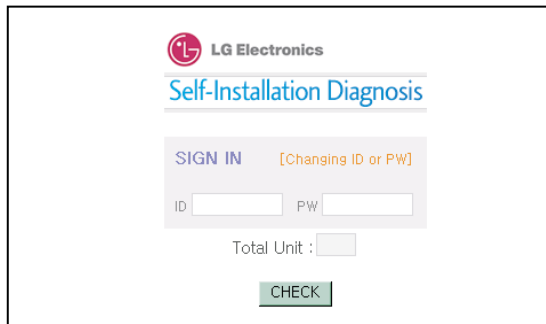 LG Electronics
Self-Installation Diagnosis
SIGN IN [Changing ID or PW]
ID PW
Total Unit :
CHECK